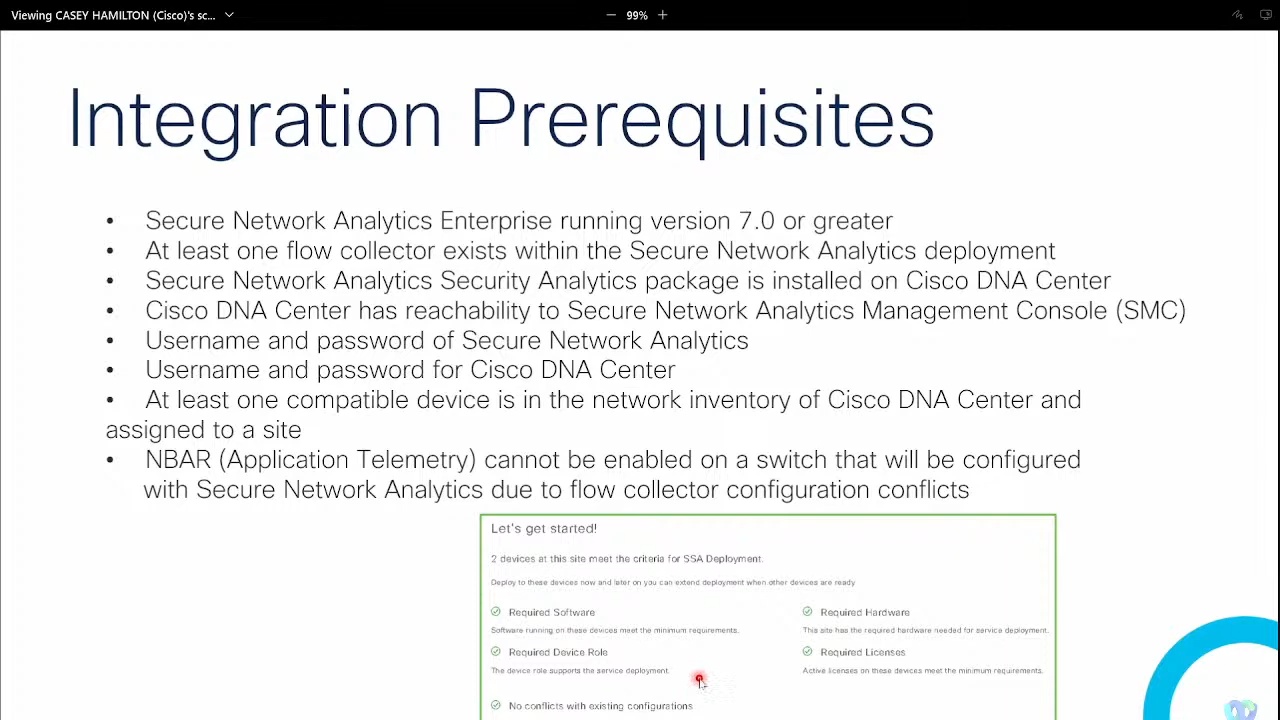 Viewing CASEY HAMILTON (Cisco)'s sc...
99%
Integration Prerequisites
• Secure Network Analytics Enterprise running version 7.0 or greater
• At least one flow collector exists within the Secure Network Analytics deployment
• Secure Network Analytics Security Analytics package is installed on Cisco DNA Center
• Cisco DNA Center has reachability to Secure Network Analytics Management Console (SMC)
• Username and password of Secure Network Analytics
• Username and password for Cisco DNA Center
• At least one compatible device is in the network inventory of Cisco DNA Center and
assigned to a site
• NBAR (Application Telemetry) cannot be enabled on a switch that will be configured
with Secure Network Analytics due to flow collector configuration conflicts
Let's get started!
2 devices at this site meet the criteria for SSA Deployment.
Deploy to these devices now and later on you can extend deployment when other devices are ready
Required Software
Software running on these devices meet the minimum requirements.
Required Hardware
This site has the required hardware needed for service deployment.
Required Device Role
The device role supports the service deployment.
Required Licenses
Active licenses on these devices meet the minimum requirements.
No conflicts with existing configurations